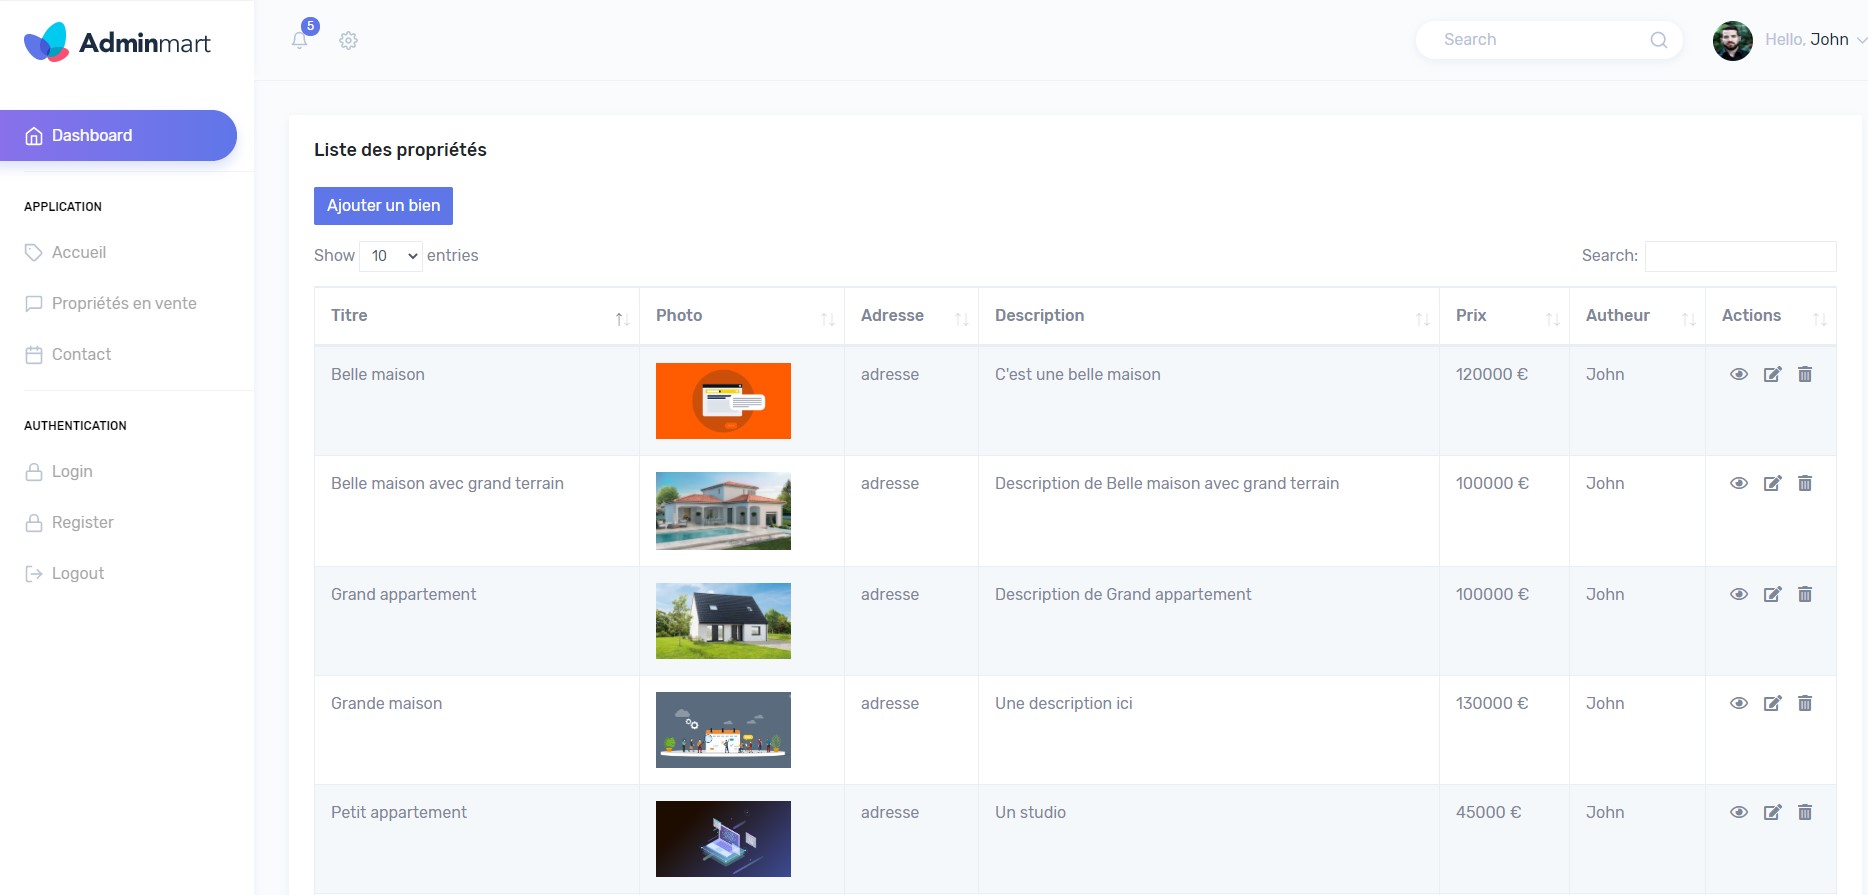 Adminmart
5
Search
Hello, John
Dashboard
APPLICATION
Accueil
Propriétés en vente
Contact
AUTHENTICATION
Login
Register
Logout
Liste des propriétés
Ajouter un bien
Show 10 entries
Search:
Titre Photo Adresse Description Prix Autheur Actions
Belle maison adresse C'est une belle maison 120000 € John
Belle maison avec grand terrain adresse Description de Belle maison avec grand terrain 100000 € John
Grand appartement adresse Description de Grand appartement 100000 € John
Grande maison adresse Une description ici 130000 € John
Petit appartement adresse Un studio 45000 € John